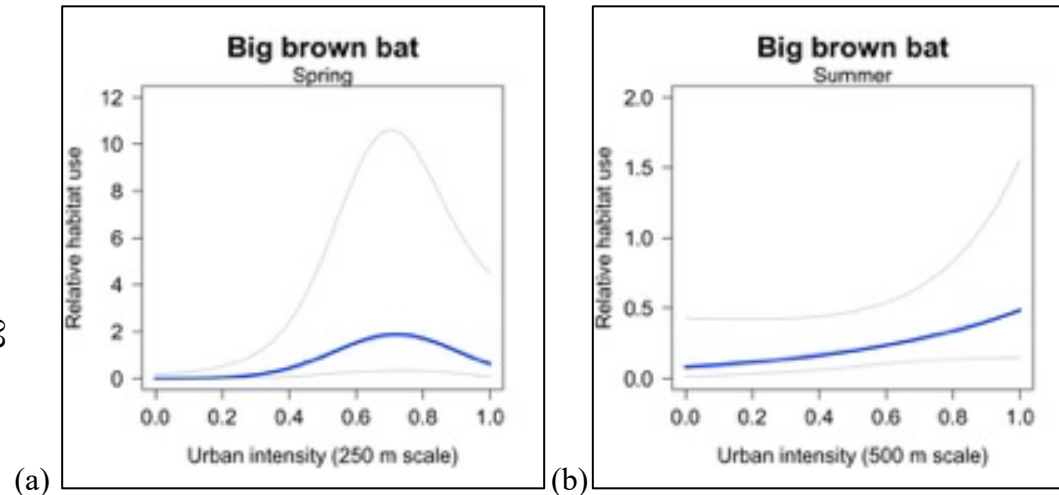 Big brown bat
Spring
12
10
8
6
4
2
0
Relative habitat use
0.0 0.2 0.4 0.6 0.8 1.0
Urban intensity (250 m scale)
(a)
Big brown bat
Summer
2.0
1.5
1.0
0.5
0.0
Relative habitat use
0.0 0.2 0.4 0.6 0.8 1.0
Urban intensity (500 m scale)
(b)